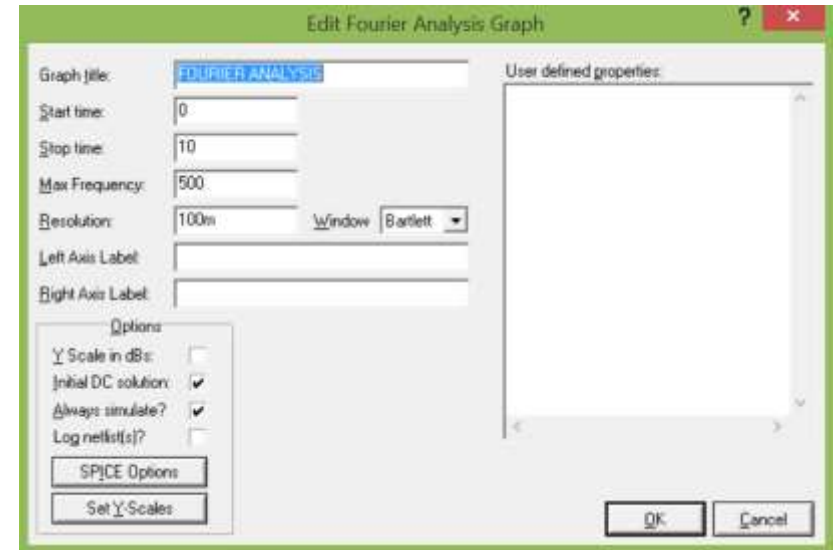 Edit Fourier Analysis Graph
?
Graph title:
FOURIER ANALYSIS
User defined properties:
Start time:
0
Stop time:
10
Max Frequency:
500
Resolution:
100m
Window
Bartlett
Left Axis Label:
Right Axis Label:
Options
Y Scale in dBs:
Initial DC solution:
Always simulate?
Log netlist(s)?
SPICE Options
Set Y-Scales
OK
Cancel